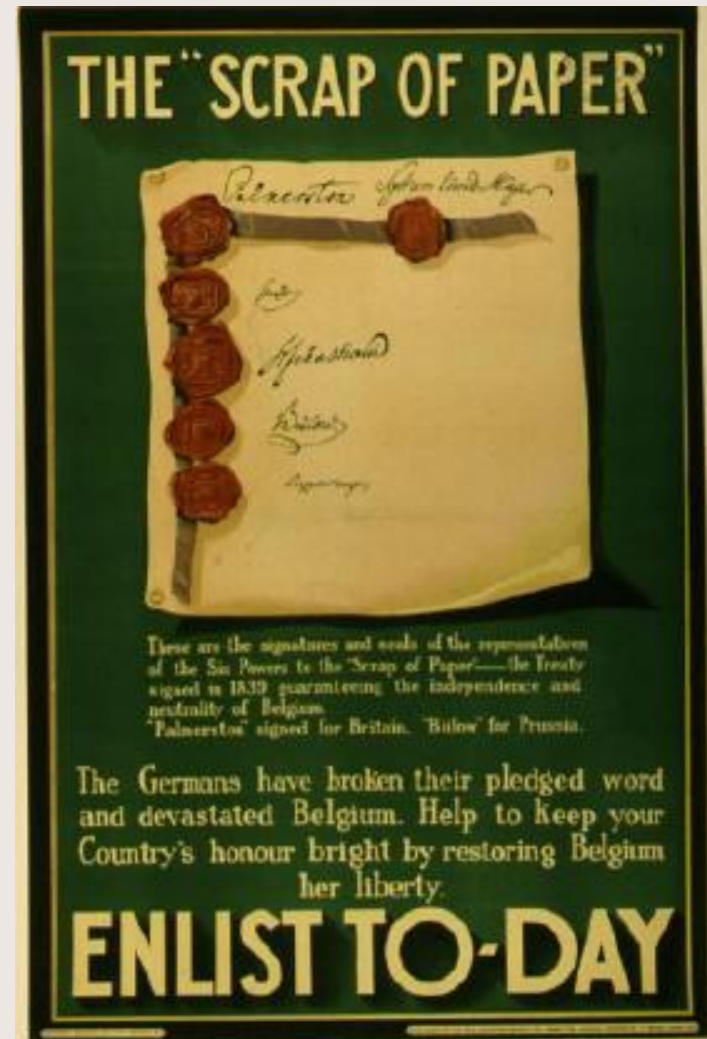 THE "SCRAP OF PAPER"
Palmerston
Bülow
These are the signatures and seals of the representatives
of the Six Powers to the "Scrap of Paper"—the Treaty
signed in 1839 guaranteeing the independence and
neutrality of Belgium.
"Palmerston" signed for Britain. "Bülow" for Prussia.
The Germans have broken their pledged word
and devastated Belgium. Help to keep your
Country's honour bright by restoring Belgium
her liberty.
ENLIST TO-DAY